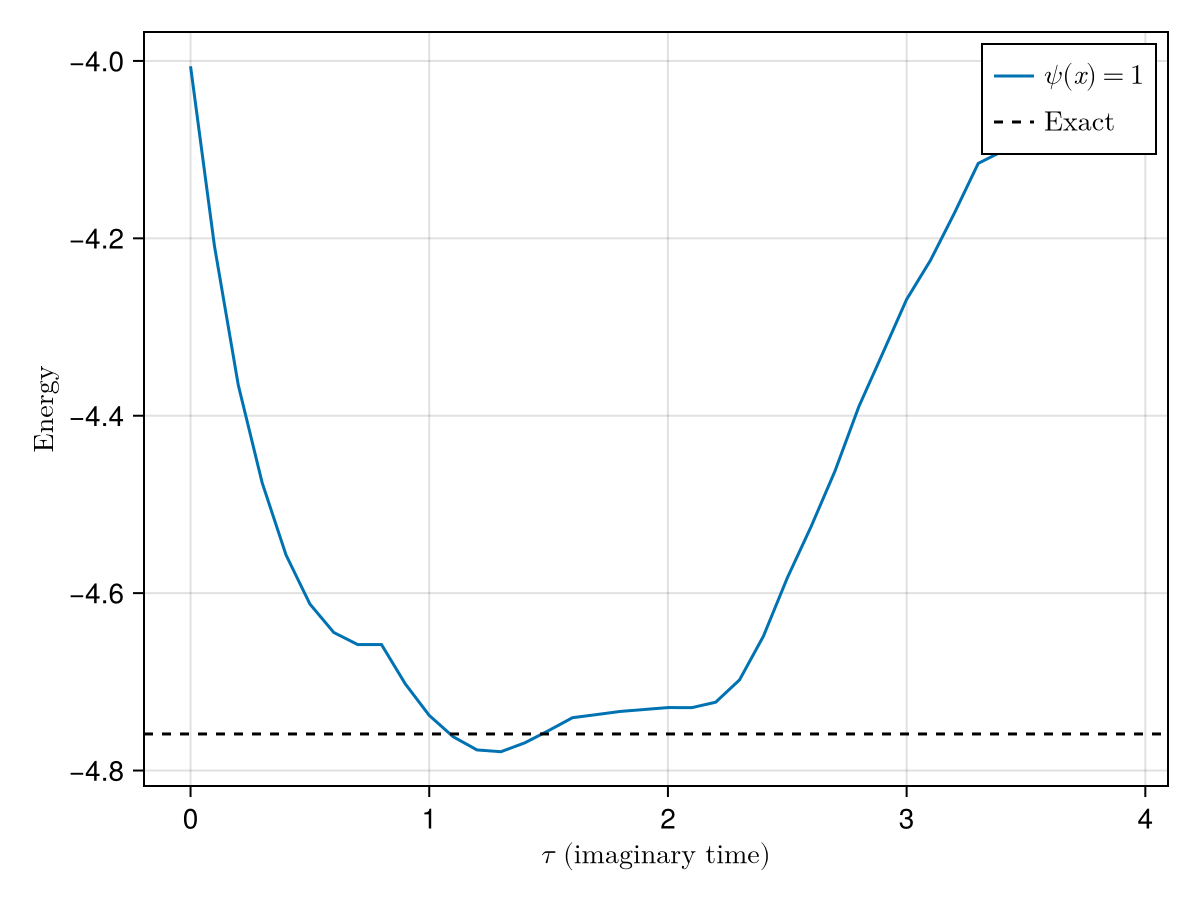 −4.0
−4.2
−4.4
−4.6
−4.8
Energy
0
1
2
3
4
τ (imaginary time)
ψ(x) = 1
Exact